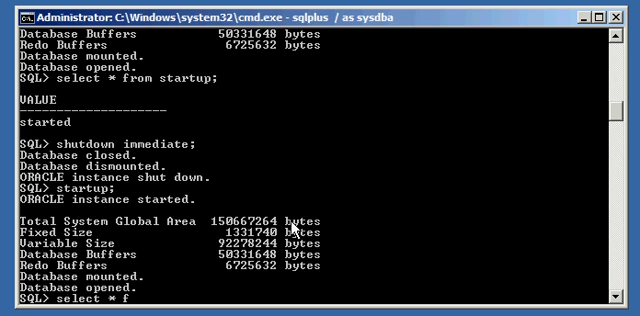 Administrator: C:\Windows\system32\cmd.exe - sqlplus / as sysdba
Database Buffers 50331648 bytes
Redo Buffers 6725632 bytes
Database mounted.
Database opened.
SQL> select * from startup;
VALUE
--------------------
started
SQL> shutdown immediate;
Database closed.
Database dismounted.
ORACLE instance shut down.
SQL> startup;
ORACLE instance started.
Total System Global Area 150667264 bytes
Fixed Size 1331740 bytes
Variable Size 92278244 bytes
Database Buffers 50331648 bytes
Redo Buffers 6725632 bytes
Database mounted.
Database opened.
SQL> select * f